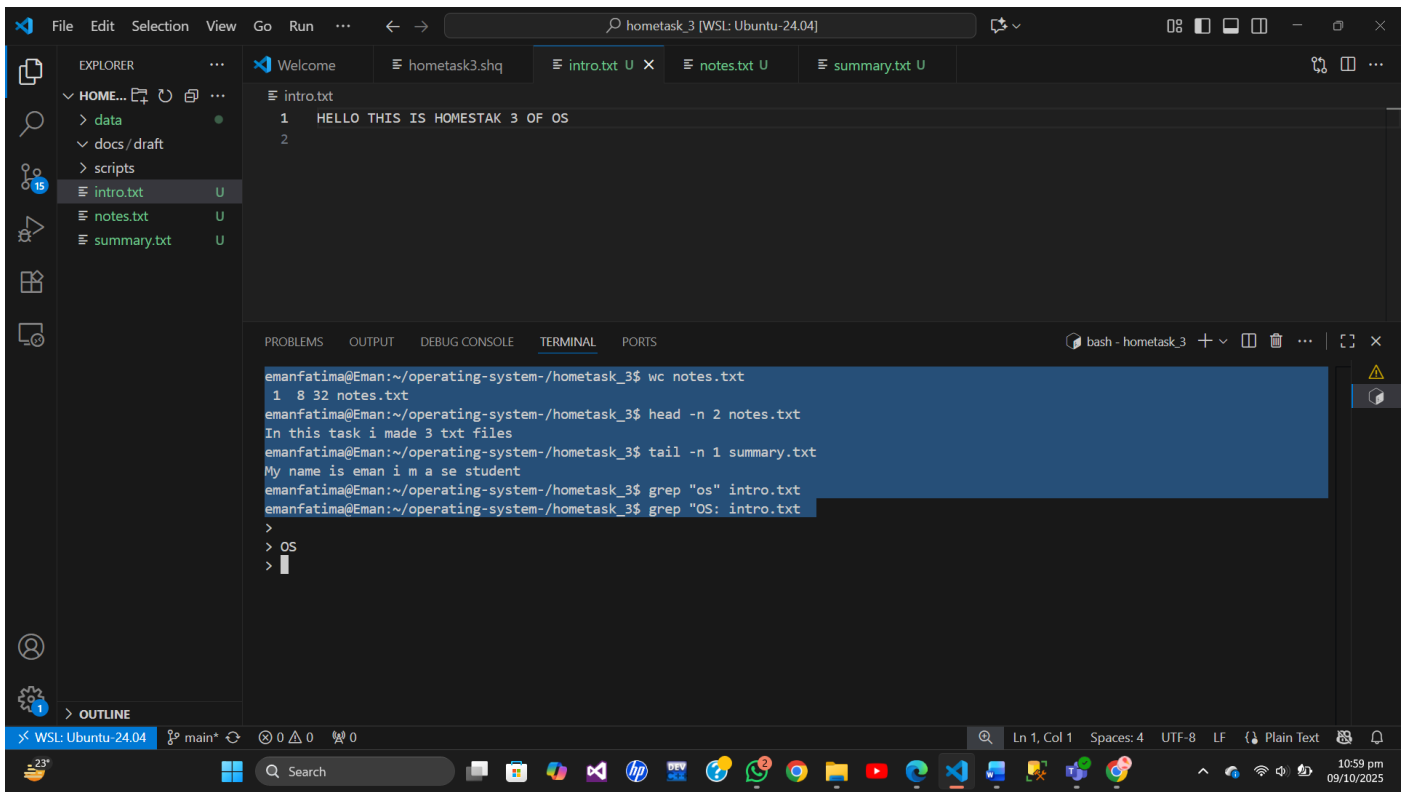 File Edit Selection View Go Run ··· hometask_3 [WSL: Ubuntu-24.04]
EXPLORER ···
Welcome hometask3.shq intro.txt U notes.txt U summary.txt U
HOME... ···
intro.txt
data
1 HELLO THIS IS HOMESTAK 3 OF OS
2
docs / draft
scripts
intro.txt U
notes.txt U
summary.txt U
15
PROBLEMS OUTPUT DEBUG CONSOLE TERMINAL PORTS bash - hometask_3 ···
emanfatima@Eman:~/operating-system-/hometask_3$ wc notes.txt
1 8 32 notes.txt
emanfatima@Eman:~/operating-system-/hometask_3$ head -n 2 notes.txt
In this task i made 3 txt files
emanfatima@Eman:~/operating-system-/hometask_3$ tail -n 1 summary.txt
My name is eman i m a se student
emanfatima@Eman:~/operating-system-/hometask_3$ grep "os" intro.txt
emanfatima@Eman:~/operating-system-/hometask_3$ grep "OS: intro.txt
>
> OS
>
1
OUTLINE
WSL: Ubuntu-24.04 main* 0 0 0 Ln 1, Col 1 Spaces: 4 UTF-8 LF Plain Text
23°
Search
hp
DEV
2
10:59 pm
09/10/2025